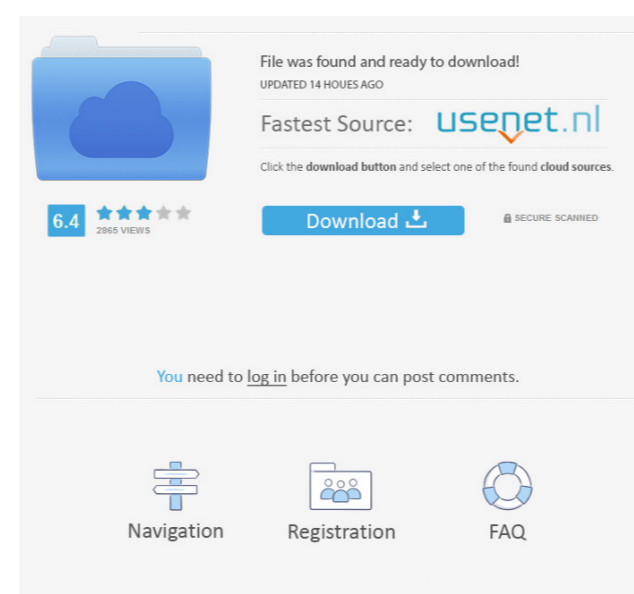 File was found and ready to download!
UPDATED 14 HOUES AGO
Fastest Source: usenet.nl
Click the download button and select one of the found cloud sources.
6.4
2865 VIEWS
Download
SECURE SCANNED
You need to log in before you can post comments.
Navigation
Registration
FAQ